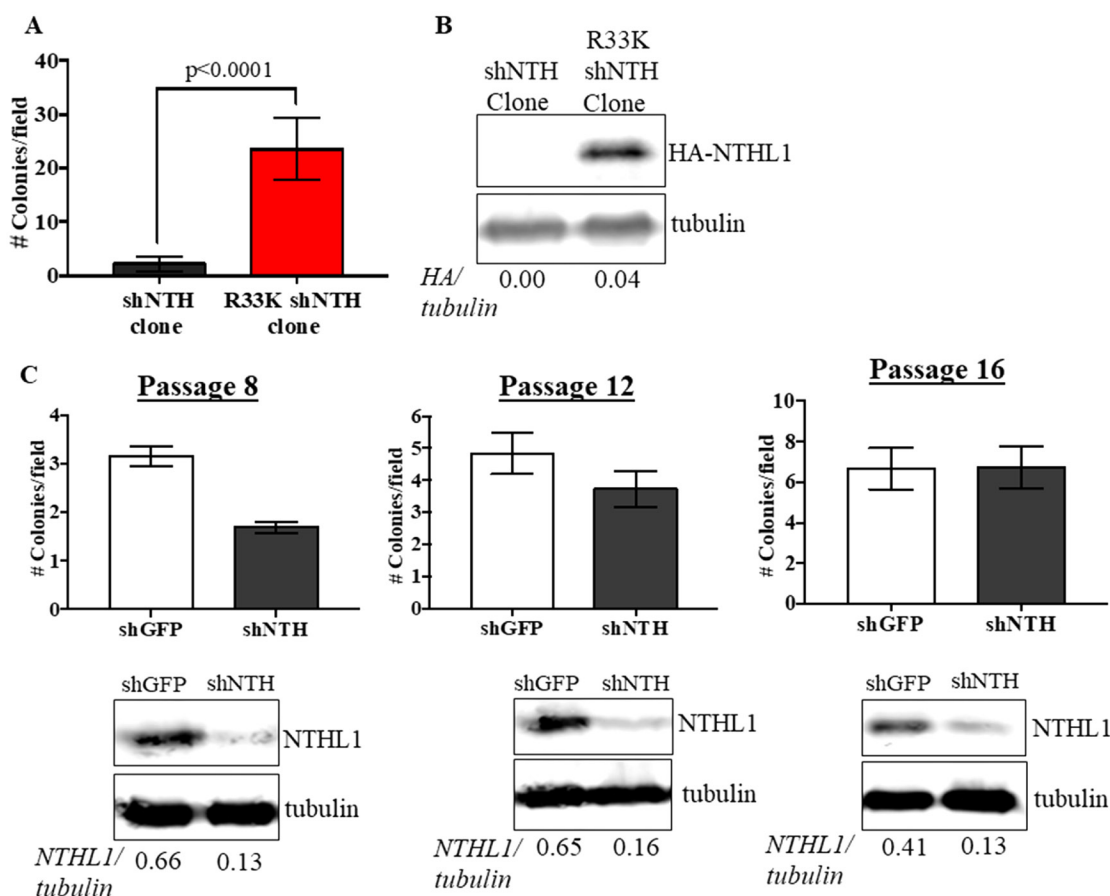 A
# Colonies/field
40
30
20
10
0
p<0.0001
shNTH
clone
R33K shNTH
clone
B
shNTH
Clone
R33K
shNTH
Clone
HA-NTHL1
tubulin
HA/
tubulin
0.00
0.04
C
Passage 8
# Colonies/field
4
3
2
1
0
shGFP
shNTH
shGFP
shNTH
NTHL1
tubulin
NTHL1/
tubulin
0.66
0.13
Passage 12
# Colonies/field
6
5
4
3
2
1
0
shGFP
shNTH
shGFP
shNTH
NTHL1
tubulin
NTHL1/
tubulin
0.65
0.16
Passage 16
# Colonies/field
10
8
6
4
2
0
shGFP
shNTH
shGFP
shNTH
NTHL1
tubulin
NTHL1/
tubulin
0.41
0.13